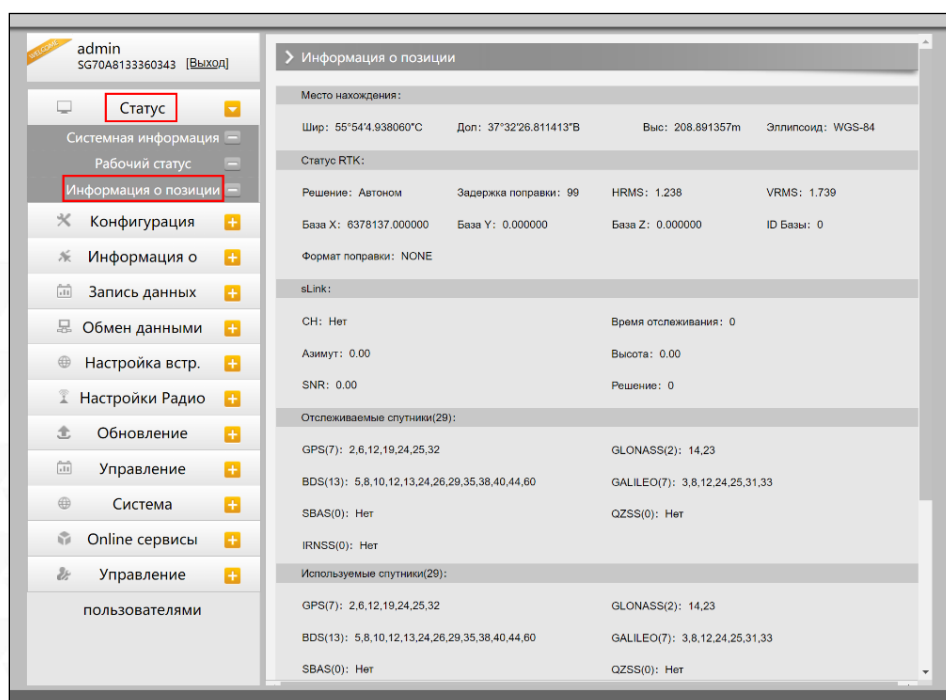 WELCOME
admin
SG70A8133360343 [Выход]
Статус
Системная информация
Рабочий статус
Информация о позиции
Конфигурация
Информация о
Запись данных
Обмен данными
Настройка встр.
Настройки Радио
Обновление
Управление
Система
Online сервисы
Управление
пользователями
Информация о позиции
Место нахождения:
Шир: 55°54'4.938060"С Дол: 37°32'26.811413"В Выс: 208.891357m Эллипсоид: WGS-84
Статус RTK:
Решение: Автоном Задержка поправки: 99 HRMS: 1.238 VRMS: 1.739
База X: 6378137.000000 База Y: 0.000000 База Z: 0.000000 ID Базы: 0
Формат поправки: NONE
sLink:
CH: Нет Время отслеживания: 0
Азимут: 0.00 Высота: 0.00
SNR: 0.00 Решение: 0
Отслеживаемые спутники(29):
GPS(7): 2,6,12,19,24,25,32 GLONASS(2): 14,23
BDS(13): 5,8,10,12,13,24,26,29,35,38,40,44,60 GALILEO(7): 3,8,12,24,25,31,33
SBAS(0): Нет QZSS(0): Нет
IRNSS(0): Нет
Используемые спутники(29):
GPS(7): 2,6,12,19,24,25,32 GLONASS(2): 14,23
BDS(13): 5,8,10,12,13,24,26,29,35,38,40,44,60 GALILEO(7): 3,8,12,24,25,31,33
SBAS(0): Нет QZSS(0): Нет